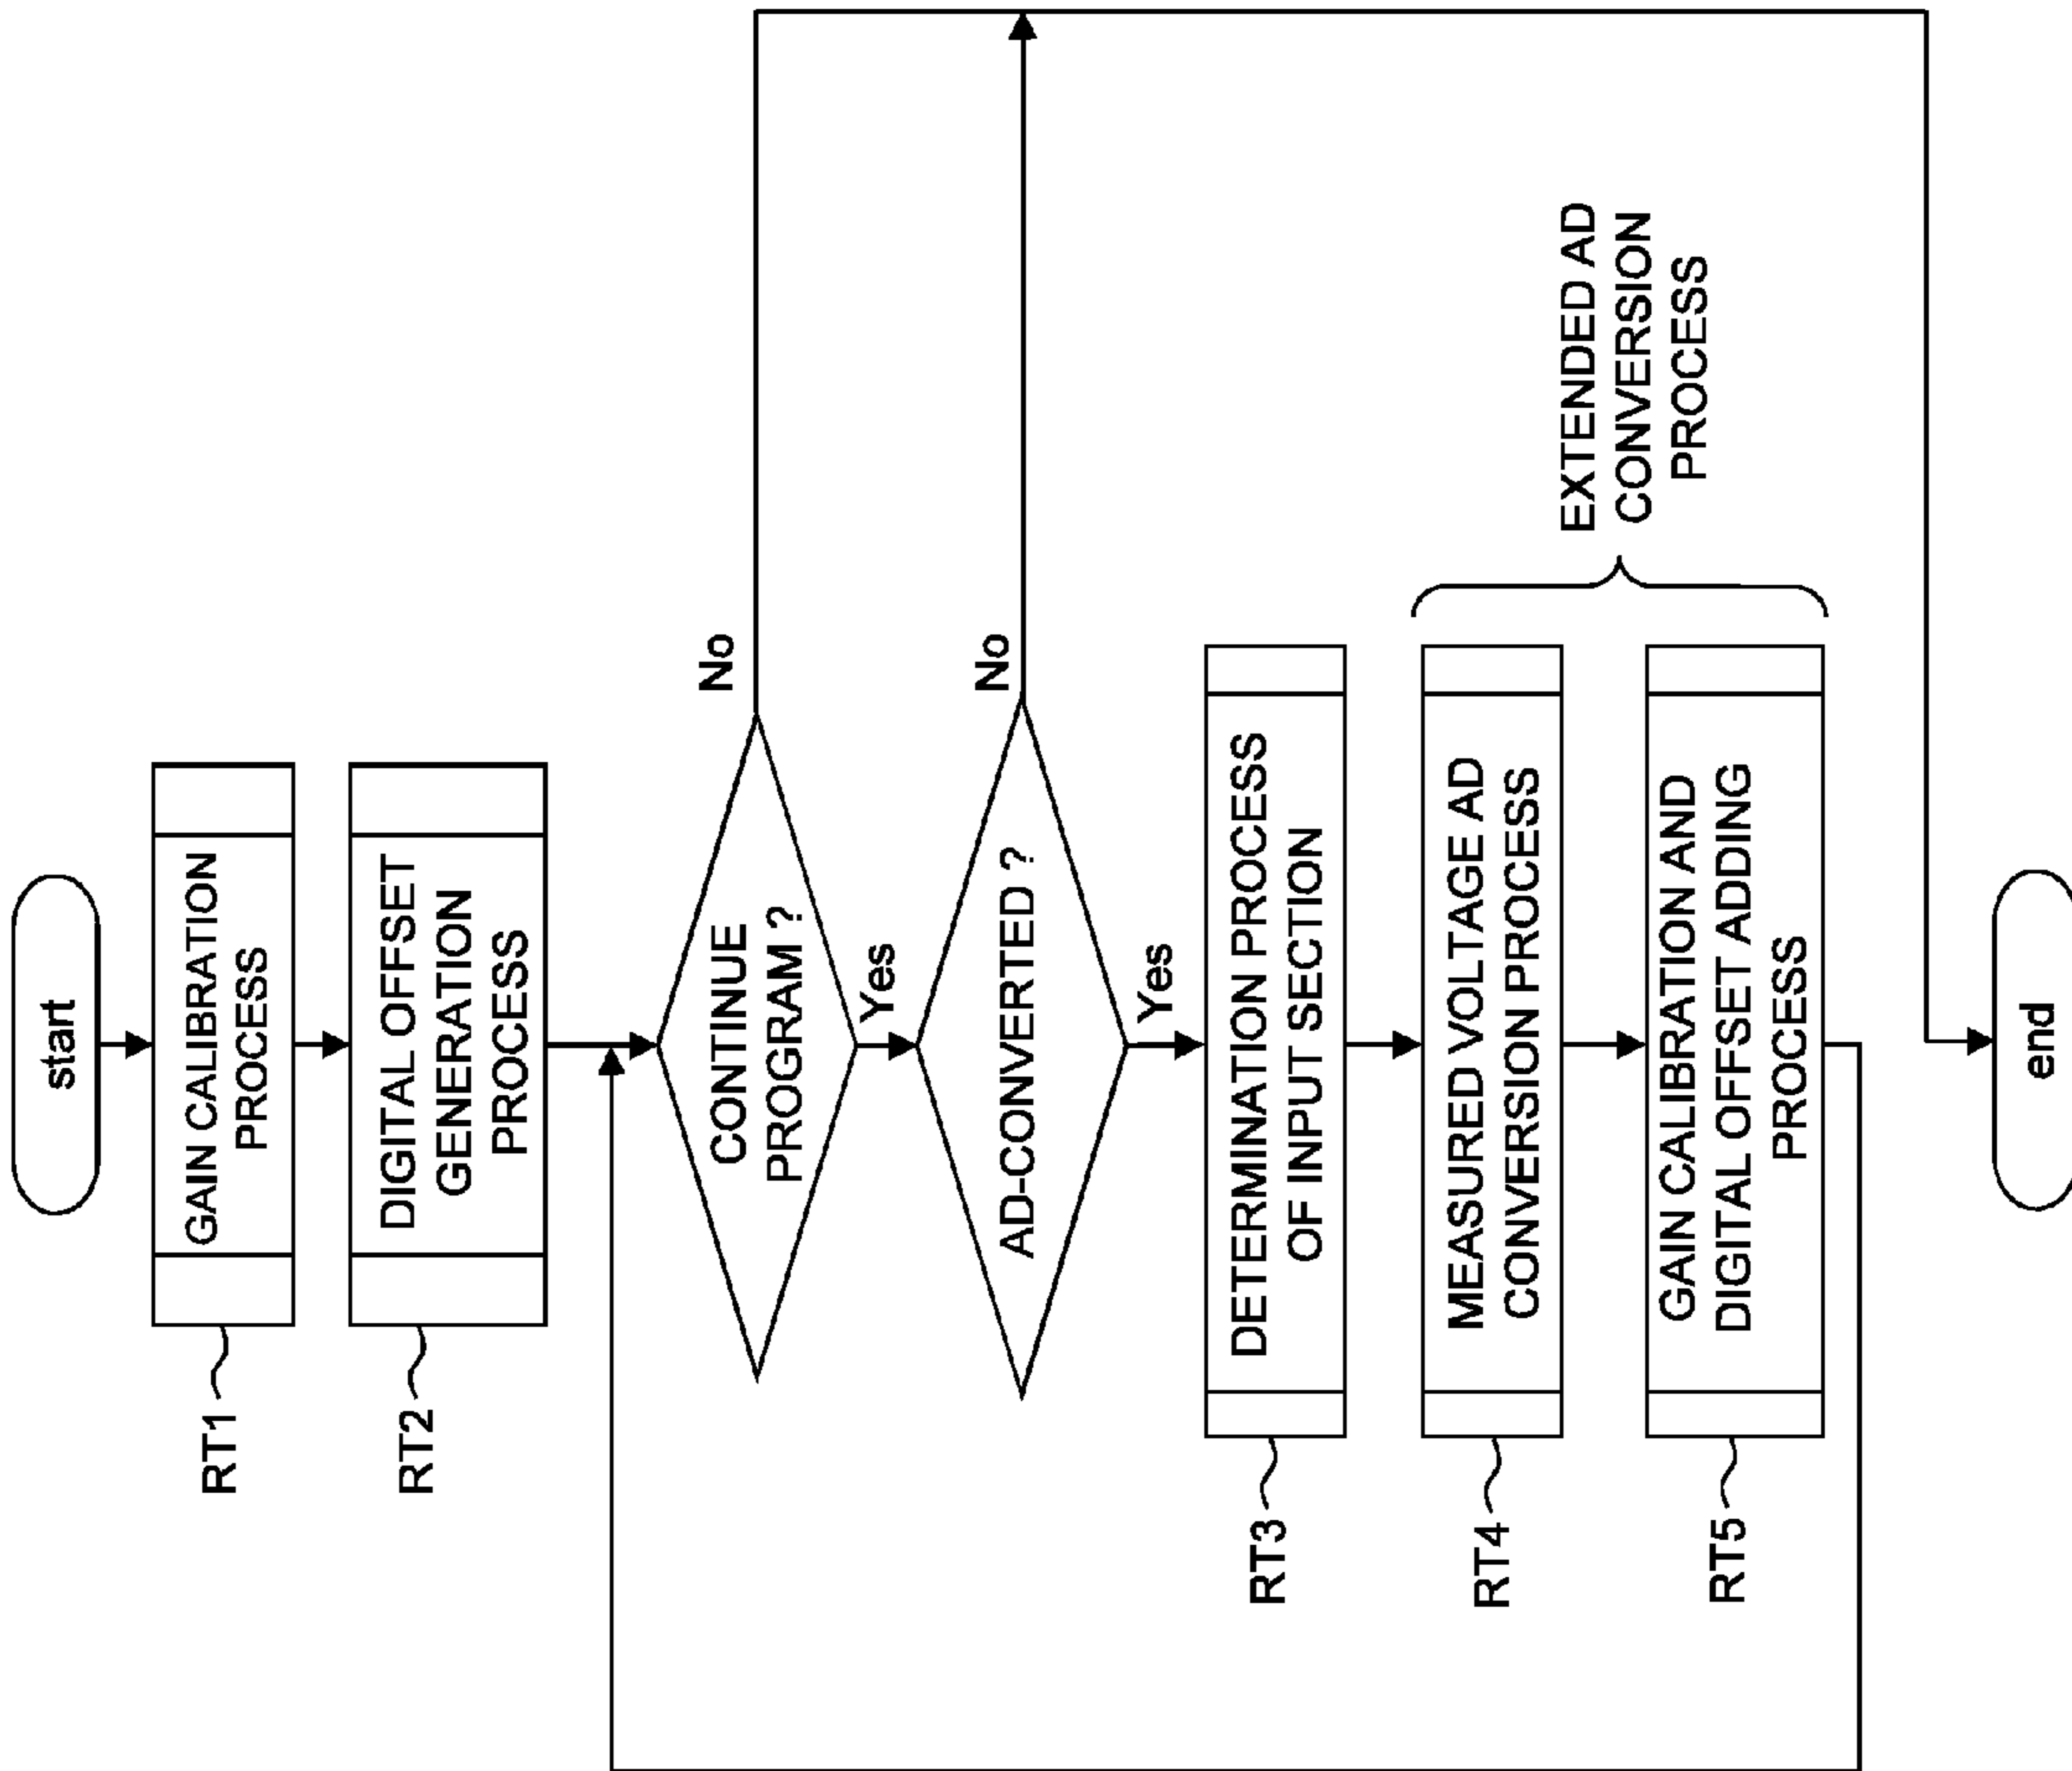 start
GAIN CALIBRATION
PROCESS
RT1
DIGITAL OFFSET
GENERATION
PROCESS
RT2
CONTINUE
PROGRAM ?
No
Yes
AD-CONVERTED ?
No
Yes
DETERMINATION PROCESS
OF INPUT SECTION
RT3
MEASURED VOLTAGE AD
CONVERSION PROCESS
RT4
GAIN CALIBRATION AND
DIGITAL OFFSET ADDING
PROCESS
RT5
EXTENDED AD
CONVERSION
PROCESS
end